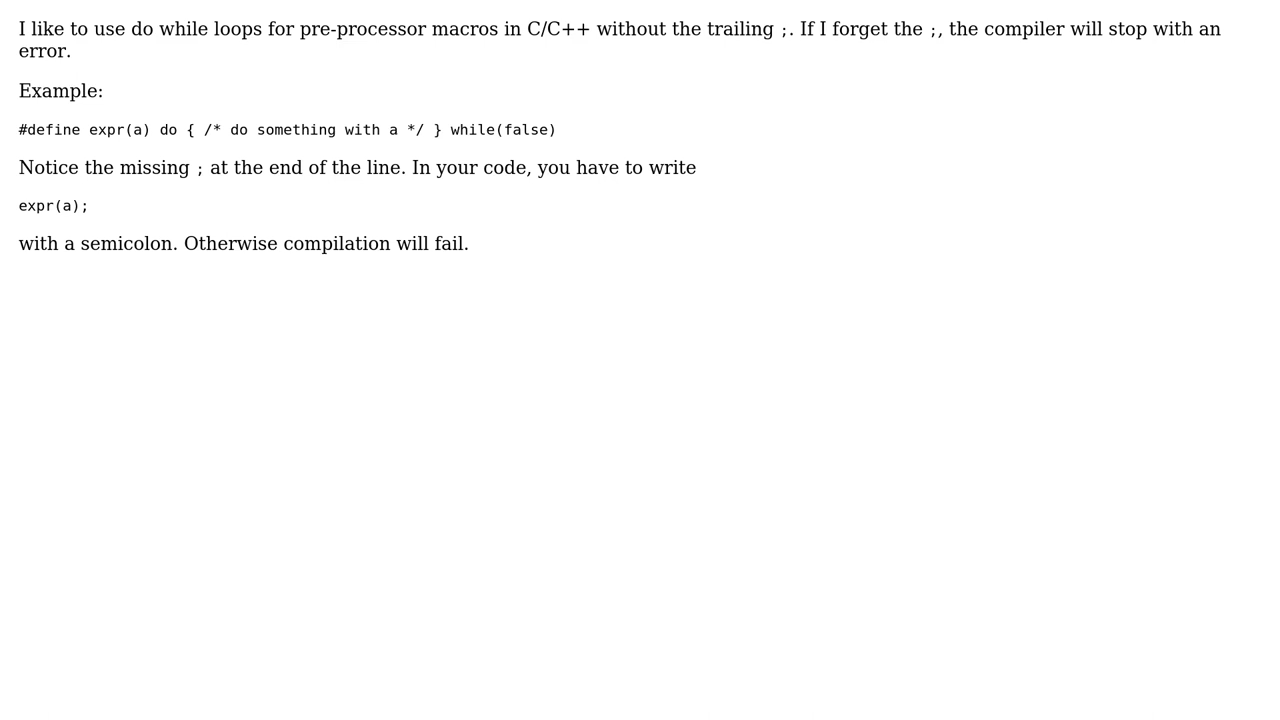 I like to use do while loops for pre-processor macros in C/C++ without the trailing ;. If I forget the ;, the compiler will stop with an
error.
Example:
#define expr(a) do { /* do something with a */ } while(false)
Notice the missing ; at the end of the line. In your code, you have to write
expr(a);
with a semicolon. Otherwise compilation will fail.